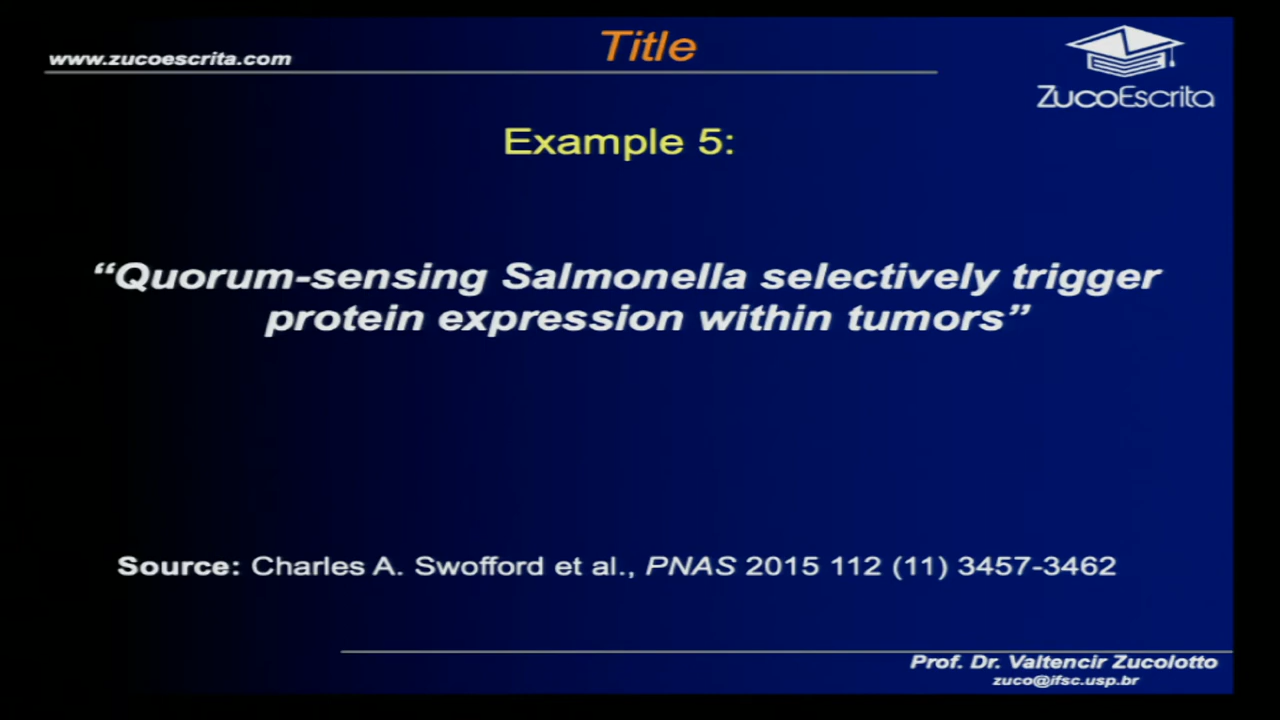 www.zucoescrita.com
Title
ZucoEscrita
Example 5:
“Quorum-sensing Salmonella selectively trigger
protein expression within tumors”
Source: Charles A. Swofford et al., PNAS 2015 112 (11) 3457-3462
Prof. Dr. Valtencir Zucolotto
zuco@ifsc.usp.br